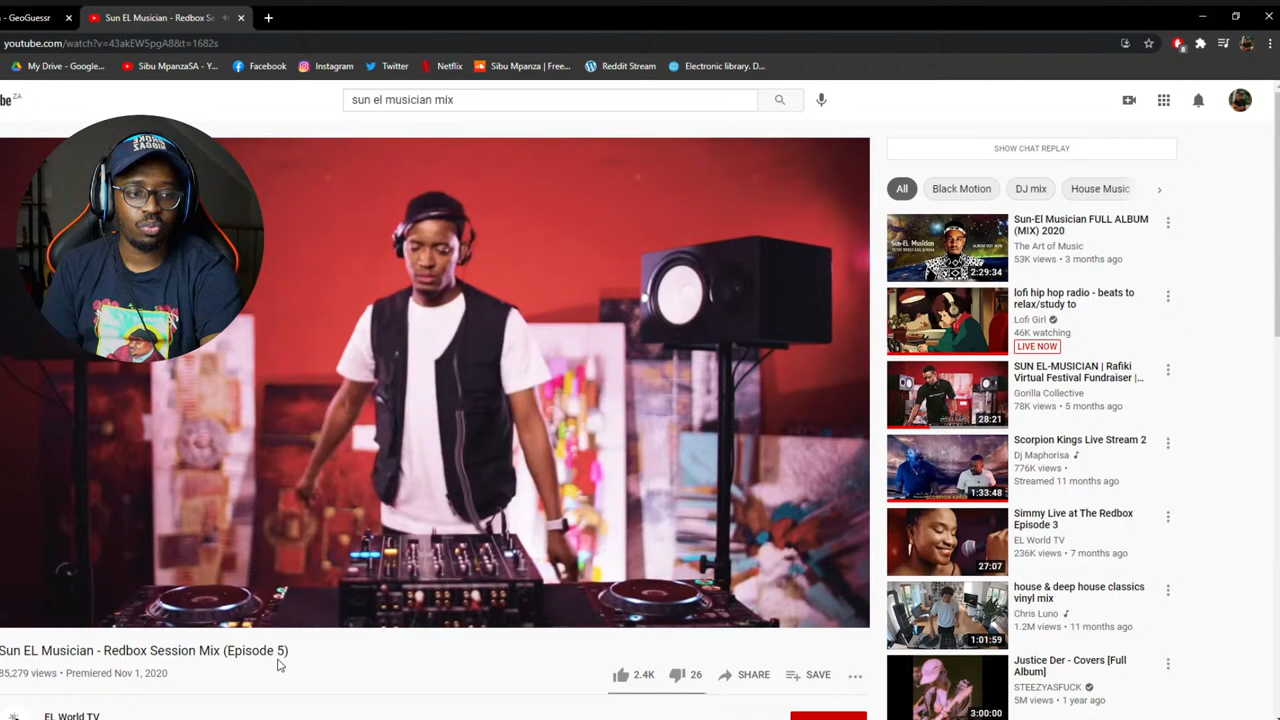 - GeoGuessr
Sun EL Musician - Redbox Se
youtube.com/watch?v=43akEW5pgA8&t=1682s
My Drive - Google...
Sibu MpanzaSA - Y...
Facebook
Instagram
Twitter
Netflix
Sibu Mpanza | Free...
Reddit Stream
Electronic library. D...
be ZA
sun el musician mix
SHOW CHAT REPLAY
All
Black Motion
DJ mix
House Music
Sun-El Musician FULL ALBUM
(MIX) 2020
The Art of Music
53K views • 3 months ago
2:29:34
lofi hip hop radio - beats to
relax/study to
Lofi Girl
46K watching
LIVE NOW
SUN EL-MUSICIAN | Rafiki
Virtual Festival Fundraiser |...
Gorilla Collective
78K views • 5 months ago
28:21
Scorpion Kings Live Stream 2
Dj Maphorisa
776K views •
Streamed 11 months ago
1:33:48
Simmy Live at The Redbox
Episode 3
EL World TV
236K views • 7 months ago
27:07
house & deep house classics
vinyl mix
Chris Luno
1.2M views • 11 months ago
1:01:59
Justice Der - Covers [Full
Album]
STEEZYASFUCK
5M views • 1 year ago
3:00:00
Sun EL Musician - Redbox Session Mix (Episode 5)
85,279 views • Premiered Nov 1, 2020
2.4K
26
SHARE
SAVE
EL World TV